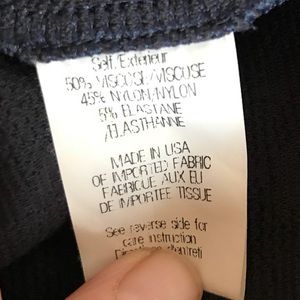 Self/Exterieur
50% VISCOSE/VISCOSE
45% NYLON/NYLON
5% ELASTANE
/ELASTHANNE
MADE IN USA
OF IMPORTED FABRIC
FABRIQUE AUX EU
DE IMPORTEE TISSUE
See reverse side for
care instruction
d'entreti